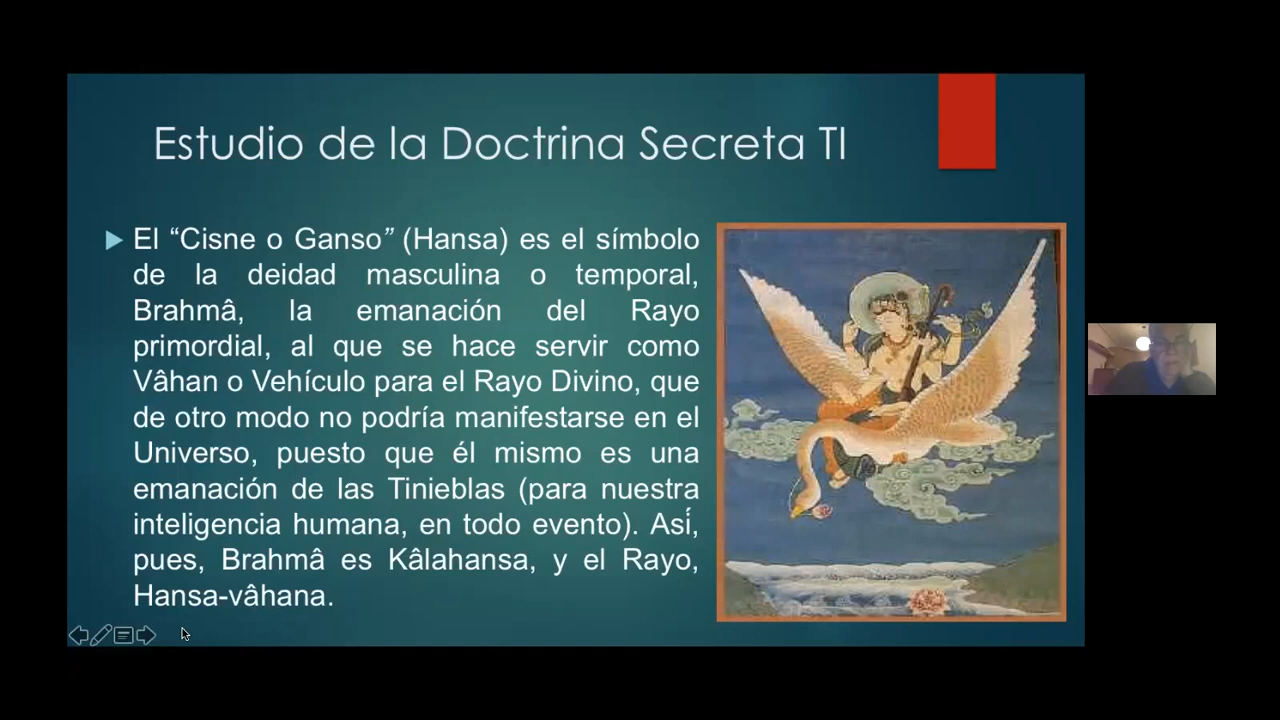 Estudio de la Doctrina Secreta TI
El “Cisne o Ganso” (Hansa) es el símbolo
de la deidad masculina o temporal,
Brahmâ, la emanación del Rayo
primordial, al que se hace servir como
Vâhan o Vehículo para el Rayo Divino, que
de otro modo no podría manifestarse en el
Universo, puesto que él mismo es una
emanación de las Tinieblas (para nuestra
inteligencia humana, en todo evento). Así,
pues, Brahmâ es Kâlahansa, y el Rayo,
Hansa-vâhana.